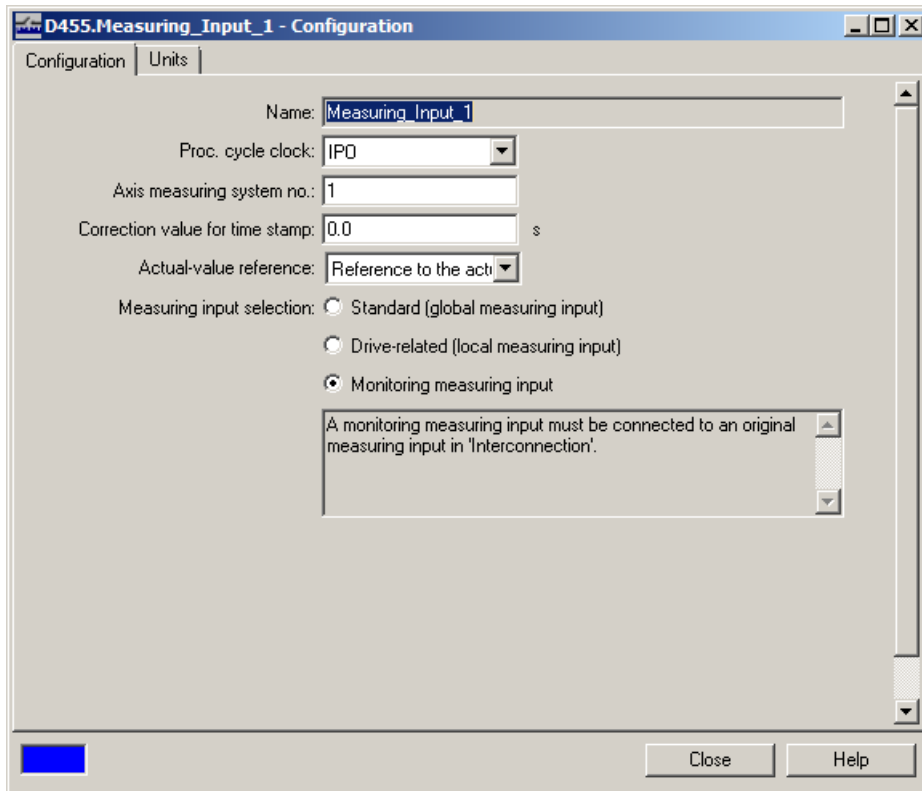 D455.Measuring_Input_1 - Configuration
Configuration
Units
Name: Measuring_Input_1
Proc. cycle clock: IPO
Axis measuring system no.: 1
Correction value for time stamp: 0.0 s
Actual-value reference: Reference to the actu
Measuring input selection: Standard (global measuring input)
Drive-related (local measuring input)
Monitoring measuring input
A monitoring measuring input must be connected to an original
measuring input in 'Interconnection'.
Close
Help